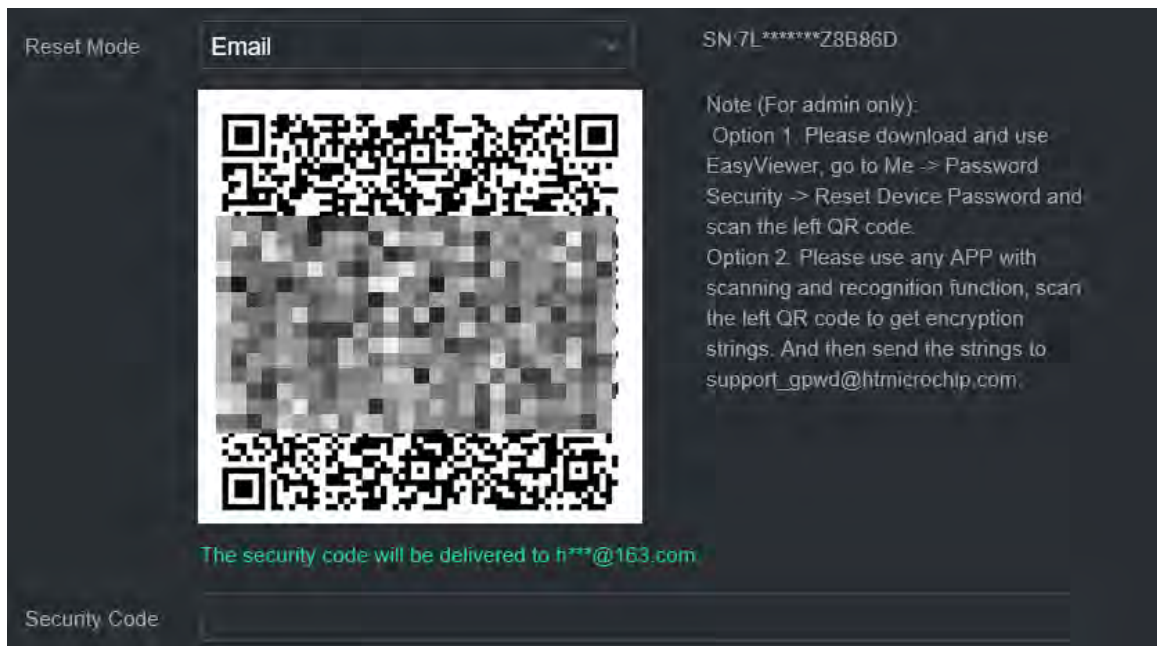 Reset Mode
Email
SN:7L*******Z8B86D
Note (For admin only):
Option 1. Please download and use
EasyViewer, go to Me -> Password
Security -> Reset Device Password and
scan the left QR code.
Option 2. Please use any APP with
scanning and recognition function, scan
the left QR code to get encryption
strings. And then send the strings to
support_gpwd@htmicrochip.com.
The security code will be delivered to h***@163.com.
Security Code